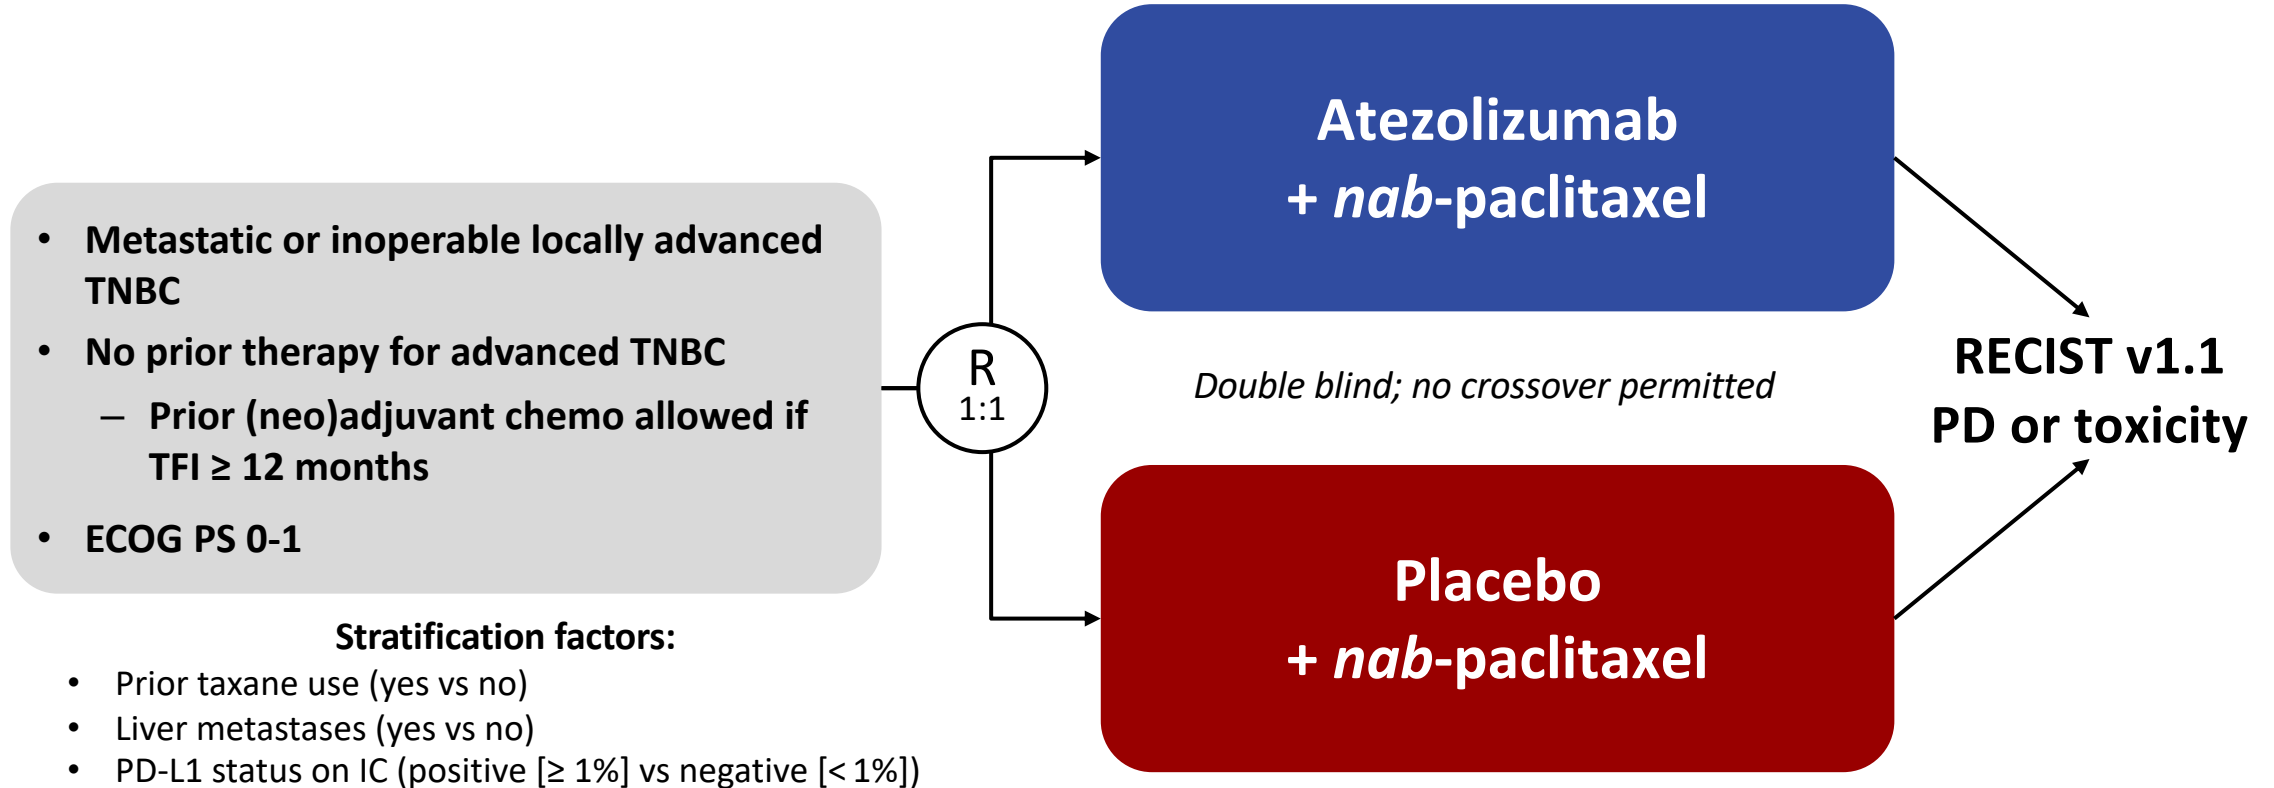 • Metastatic or inoperable locally advanced
TNBC
• No prior therapy for advanced TNBC
– Prior (neo)adjuvant chemo allowed if
TFI ≥ 12 months
• ECOG PS 0-1
Stratification factors:
• Prior taxane use (yes vs no)
• Liver metastases (yes vs no)
• PD-L1 status on IC (positive [≥ 1%] vs negative [< 1%])
R
1:1
Atezolizumab
+ nab-paclitaxel
Double blind; no crossover permitted
Placebo
+ nab-paclitaxel
RECIST v1.1
PD or toxicity